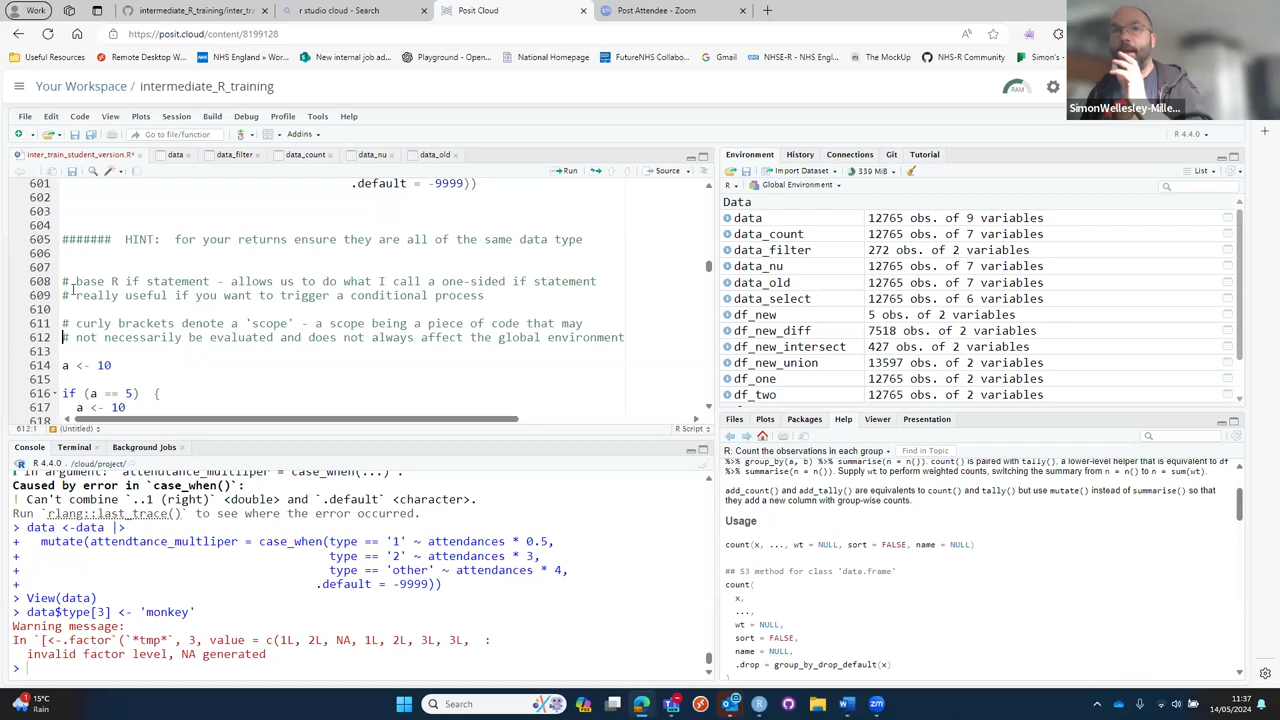 intermediate_R_training/inter_tra
r studio cloud - Search
Posit Cloud
Post Attendee - Zoom
https://posit.cloud/content/8199128
Useful Resources
Remote Desktop
NHS England » Wor...
New internal job ad...
Playground - Open...
National Homepage
FutureNHS Collabo...
NHSE-R - NHS Engl...
The MockUp
NHS-R Community
Simon's -
SimonWellesley-Mille...
Your Workspace / intermediate_R_training
RAM
File Edit Code View Plots Session Build Debug Profile Tools Help
Go to file/function
Addins
R 4.4.0
inter_train_student_version.R*
data
data_filter
data_count
data_nu
data_old
Run
Source
601 .default = -9999))
602
603
604
605 ####### HINT: for your returns ensure they are all of the same data type
606
607
608 # base R if statement - allows us to do what I call a one-sided if statement
609 # really useful if you want to trigger a conditional process
610
611 # curly brackets denote a 'scope' - a scope being a piece of code that may
612 # not necessarily be evaluated and does not always affect the global environment
613
614 a <- 10
615
616 if (a == 5) {
617 a <- 10
618
612:1 (Untitled) R Script
Console Terminal Background Jobs
R 4.4.0 · /cloud/project/
i In argument: `attendtance_multliper = case_when(...)`.
Caused by error in `case_when()`:
! Can't combine `..1 (right)` <double> and `.default` <character>.
Run `rlang::last_trace()` to see where the error occurred.
> data <-data |>
+ mutate(attendtance_multliper = case_when(type == '1' ~ attendances * 0.5,
+ type == '2' ~ attendances * 3,
+ type == 'other' ~ attendances * 4,
+ .default = -9999))
> View(data)
> data$type[3] <- 'monkey'
Warning message:
In `[<-.factor`(`*tmp*`, 3, value = c(1L, 2L, NA, 1L, 2L, 3L, 3L, :
invalid factor level, NA generated
>
Environment History Connections Git Tutorial
Import Dataset
339 MiB
List
R
Global Environment
Data
data 12765 obs. of 9 variables
data_count 12765 obs. of 7 variables
data_filter 272 obs. of 7 variables
data_nu 12765 obs. of 7 variables
data_old 12765 obs. of 7 variables
data_select 12765 obs. of 6 variables
df_new 5 obs. of 2 variables
df_new_diff 7518 obs. of 2 variables
df_new_intersect 427 obs. of 2 variables
df_new_union 13597 obs. of 2 variables
df_one 12765 obs. of 2 variables
df_two 12765 obs. of 2 variables
Files Plots Packages Help Viewer Presentation
R: Count the observations in each group
Find in Topic
%>% group_by(a, b) %>% summarise(n = n()). count() is paired with tally(), a lower-level helper that is equivalent to df
%>% summarise(n = n()). Supply wt to perform weighted counts, switching the summary from n = n() to n = sum(wt).
add_count() and add_tally() are equivalents to count() and tally() but use mutate() instead of summarise() so that
they add a new column with group-wise counts.
Usage
count(x, ..., wt = NULL, sort = FALSE, name = NULL)
## S3 method for class 'data.frame'
count(
x,
...,
wt = NULL,
sort = FALSE,
name = NULL,
.drop = group_by_drop_default(x)
)
15°C
Rain
Search
11:37
14/05/2024